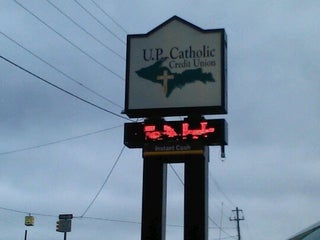 U.P. Catholic
Credit Union
Instant Cash